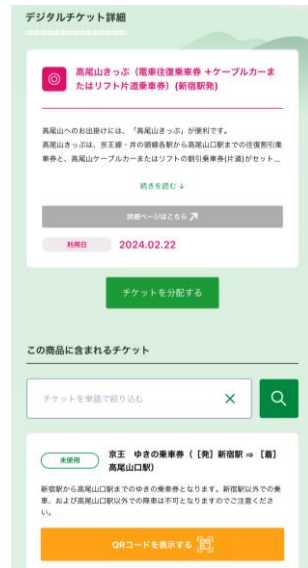 デジタルチケット詳細
高尾山きっぷ（電車往復乗車券 +ケーブルカーま
たはリフト片道乗車券）(新宿駅発)
高尾山へのお出掛けには、「高尾山きっぷ」が便利です。
高尾山きっぷは、京王線・井の頭線各駅から高尾山口駅までの往復割引乗
車券と、高尾山ケーブルカーまたはリフトの割引乗車券(片道)がセット...
続きを読む ↓
詳細ページはこちら
利用日 2024.02.22
チケットを分配する
この商品に含まれるチケット
チケットを単語で絞り込む ×
未使用
京王 ゆきの乗車券（【発】新宿駅 ⇒ 【着】
高尾山口駅）
新宿駅から高尾山口駅までのゆきの乗車券となります。新宿駅以外での乗
車、および高尾山口駅以外での降車は不可となりますのでご注意くださ
い。
QRコードを表示する